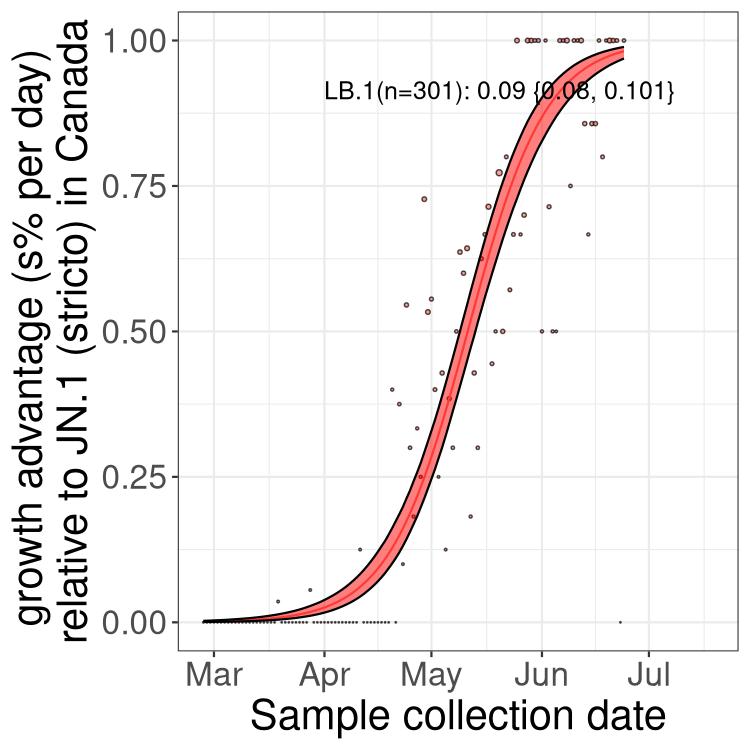 growth advantage (s% per day)
relative to JN.1 (stricto) in Canada
1.00
0.75
0.50
0.25
0.00
LB.1(n=301): 0.09 {0.08, 0.101}
Mar Apr May Jun Jul
Sample collection date